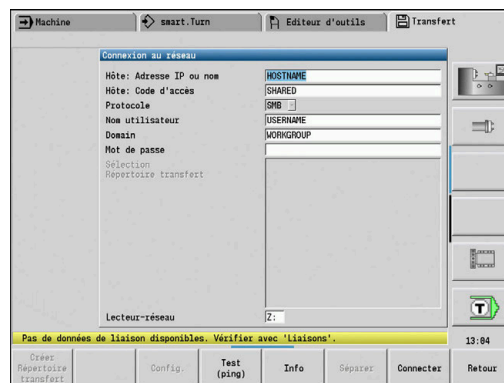 Machine
smart.Turn
Editeur d'outils
Transfert
Connexion au réseau
Hôte: Adresse IP ou nom
HOSTNAME
Hôte: Code d'accès
SHARED
Protocole
SMB
Nom utilisateur
USERNAME
Domain
WORKGROUP
Mot de passe
Sélection
Répertoire transfert
Lecteur-réseau
Z:
Pas de données de liaison disponibles. Vérifier avec 'Liaisons'.
T
13:04
Créer
Répertoire
transfert
Config.
Test
(ping)
Info
Séparer
Connecter
Retour